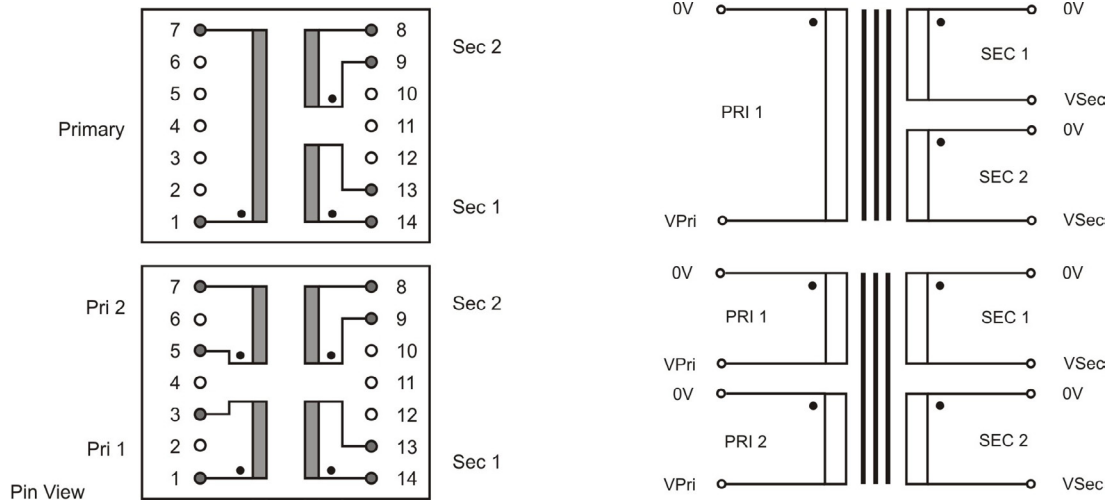 7 8
Sec 2
6 9
5 10
4 11
Primary
3 12
2 13
Sec 1
1 14
7 8
Pri 2 Sec 2
6 9
5 10
4 11
3 12
Pri 1 2 13
Sec 1
1 14
Pin View
0V 0V
SEC 1
PRI 1
VSec
0V
SEC 2
VPri VSec
0V 0V
PRI 1 SEC 1
VPri VSec
0V 0V
PRI 2 SEC 2
VPri VSec